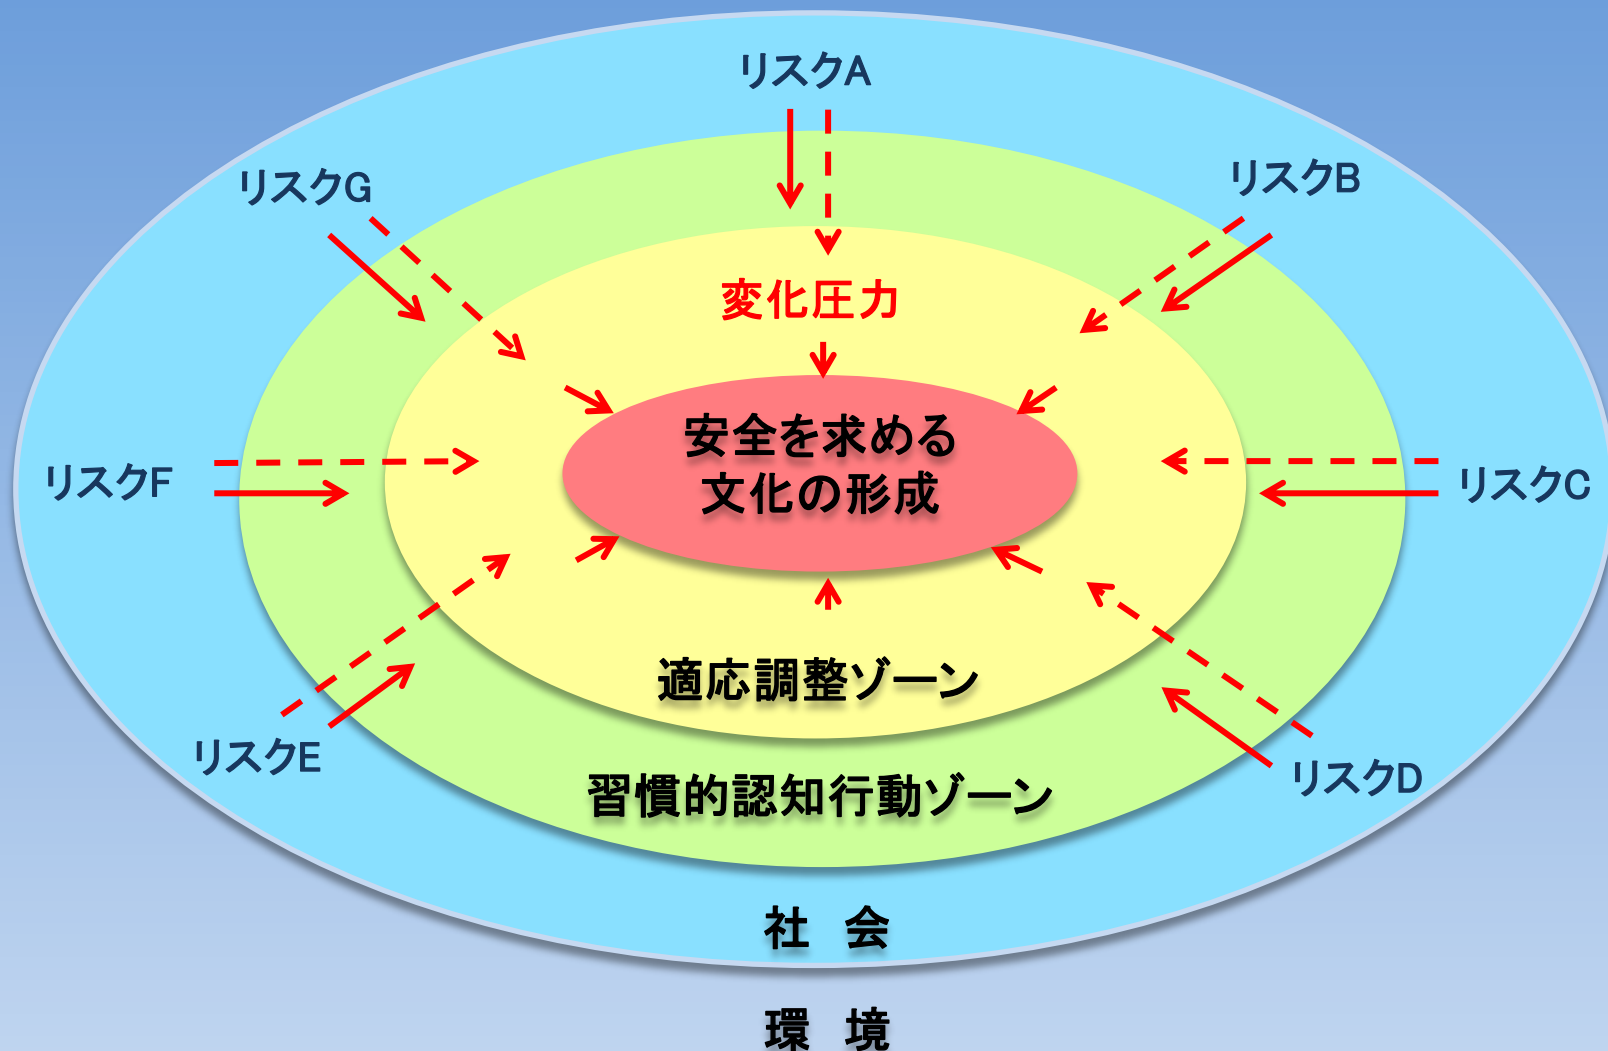 リスクA
リスクG
リスクB
変化圧力
安全を求める
文化の形成
リスクF
リスクC
適応調整ゾーン
リスクE
リスクD
習慣的認知行動ゾーン
社　会
環　境